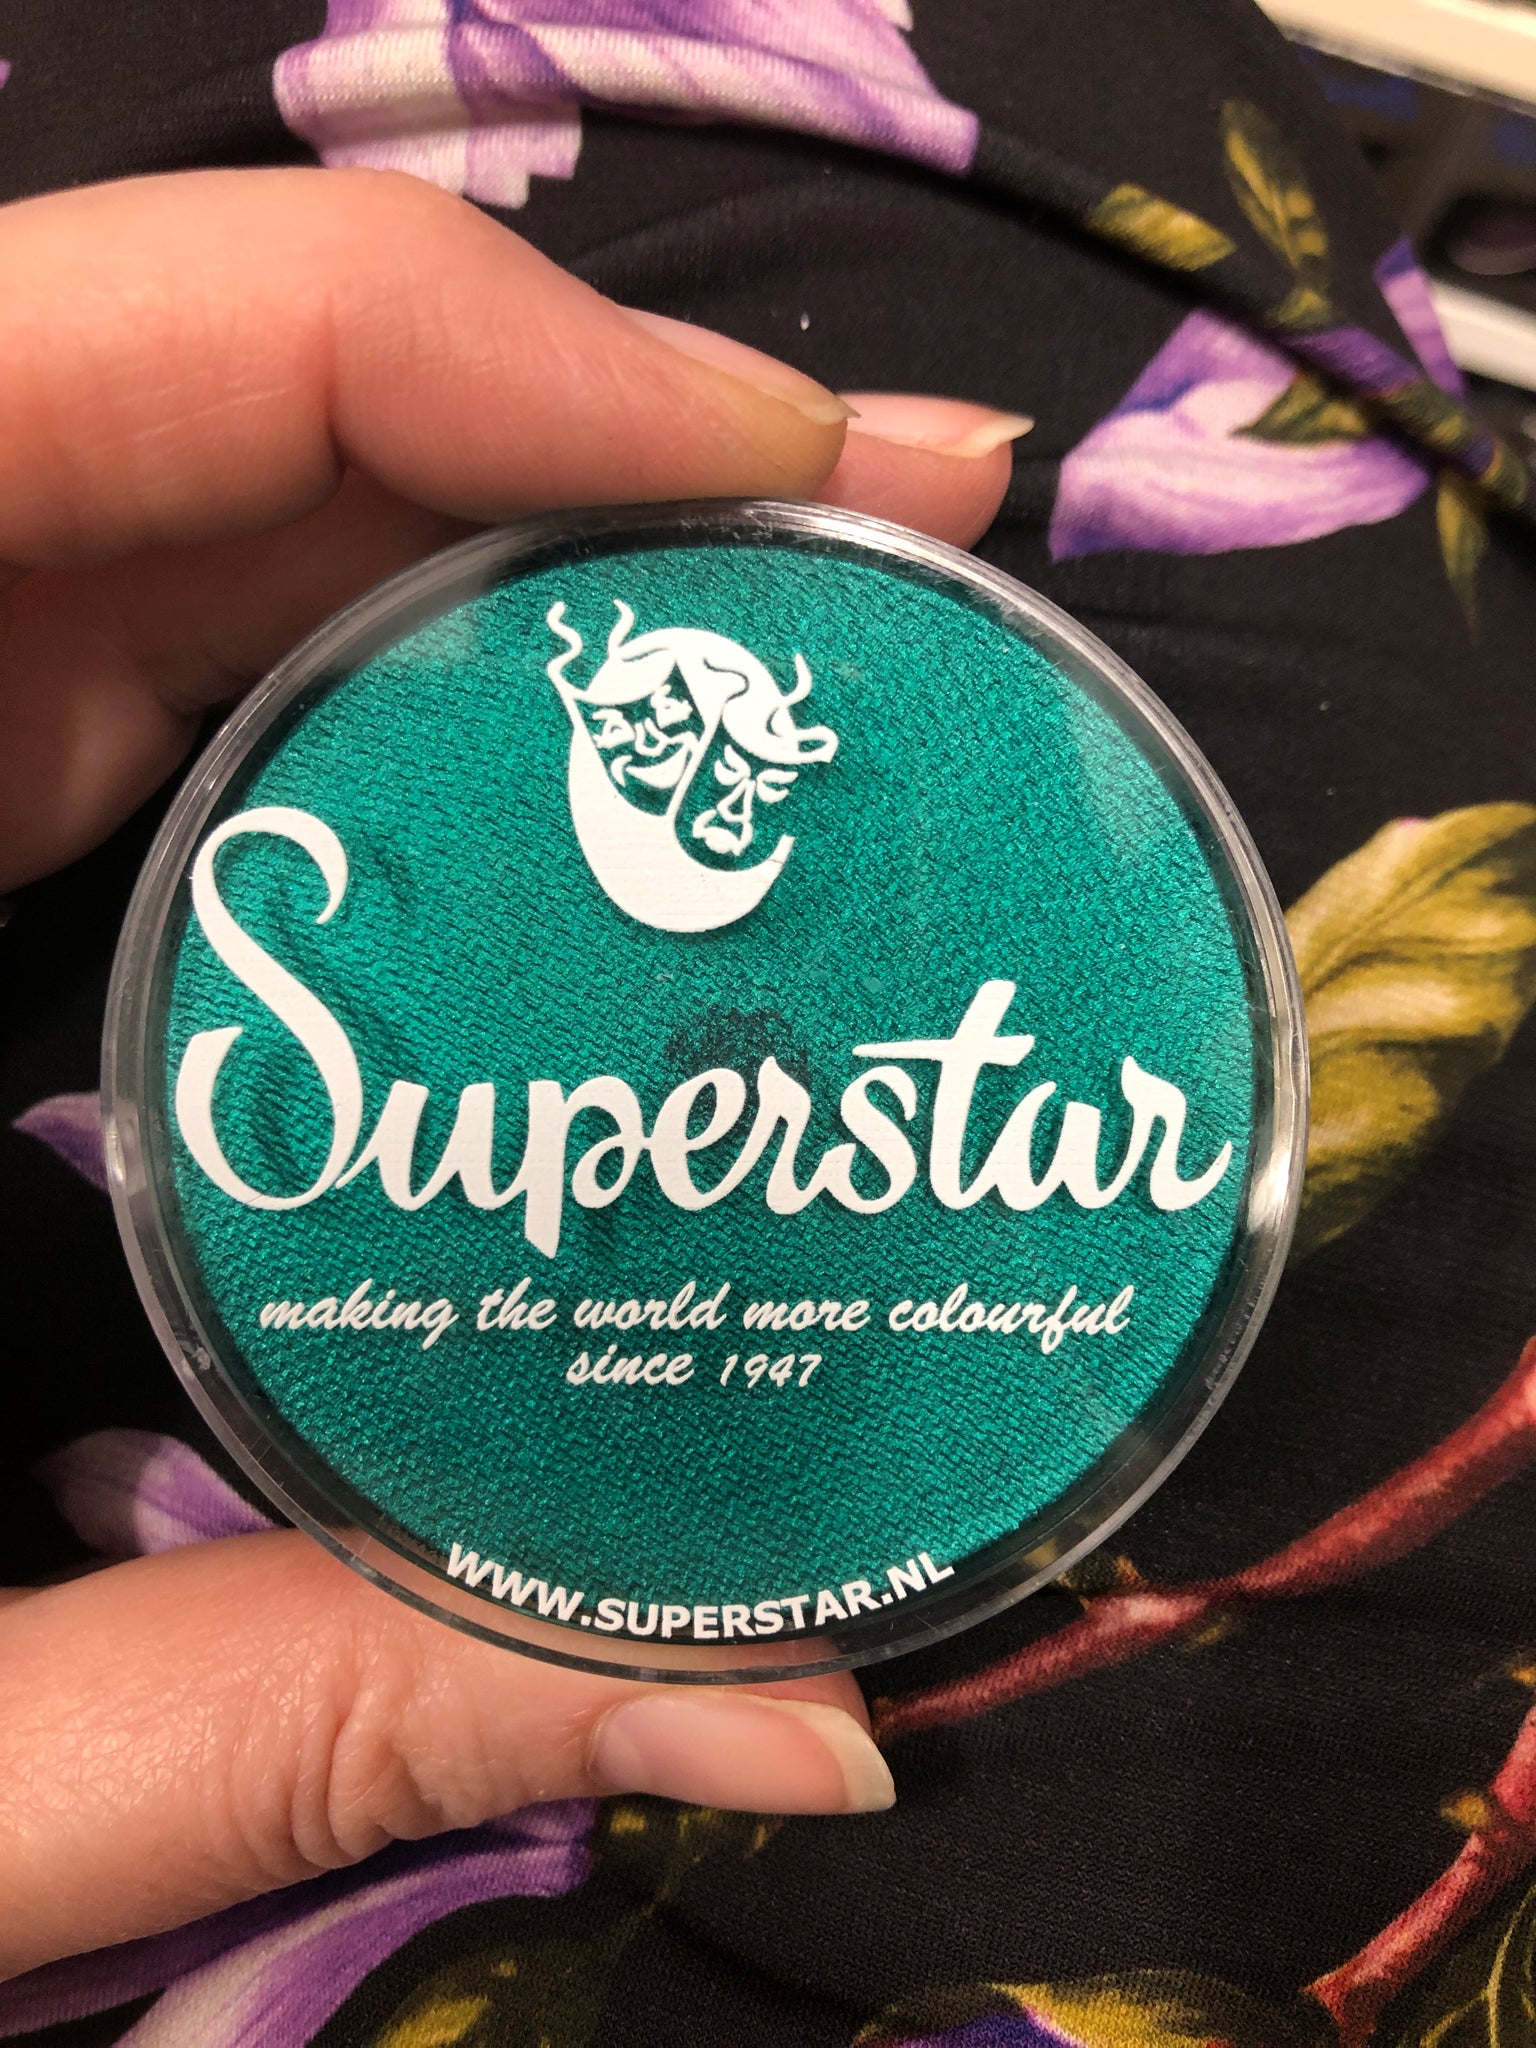 Superstar
making the world more colourful
since 1947
WWW.SUPERSTAR.NL